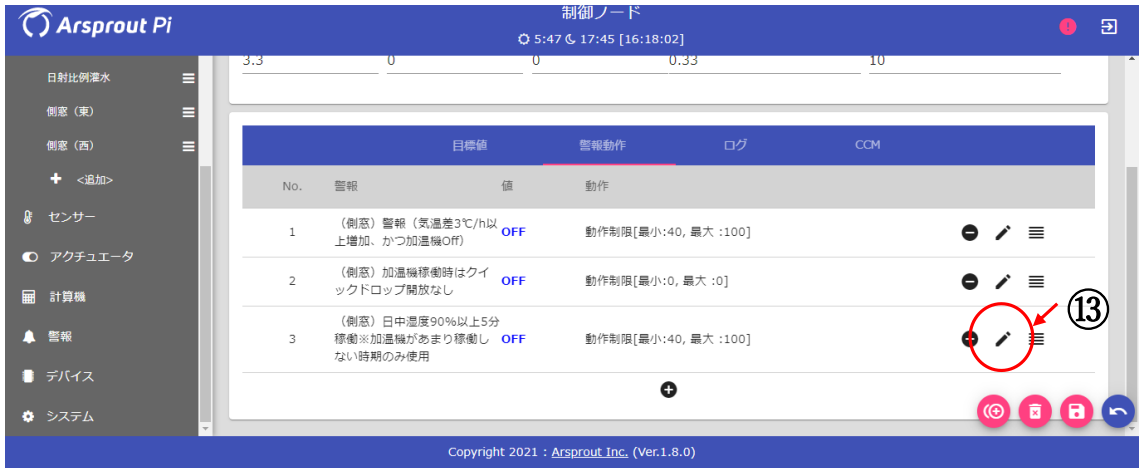 Arsprout Pi
制御ノード
5:47 17:45 [16:18:02]
日射比例灌水
側窓（東）
側窓（西）
<追加>
センサー
アクチュエータ
計算機
警報
デバイス
システム
3.3 0 0 0.33 10
目標値 警報動作 ログ CCM
No. 警報 値 動作
1 （側窓）警報（気温差3℃/h以
上増加、かつ加温機Off） OFF 動作制限[最小:40, 最大 :100]
2 （側窓）加温機稼働時はクイ
ックドロップ開放なし OFF 動作制限[最小:0, 最大 :0]
（側窓）日中湿度90%以上5分
3 稼働※加温機があまり稼働し OFF 動作制限[最小:40, 最大 :100]
ない時期のみ使用
⑬
Copyright 2021 : Arsprout Inc. (Ver.1.8.0)